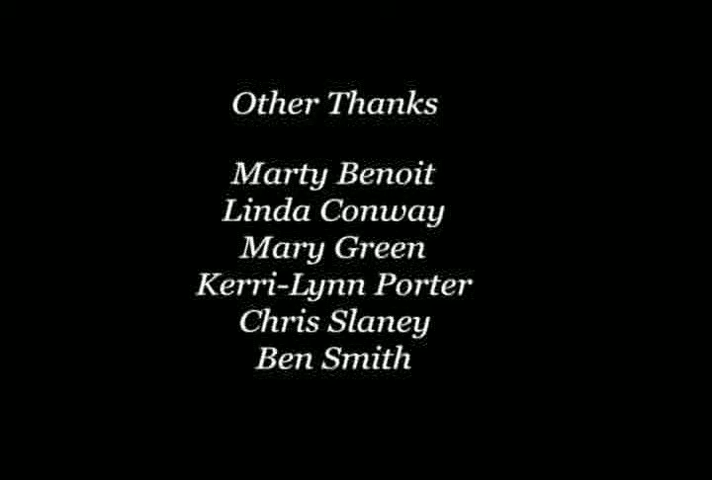 Other Thanks
Marty Benoit
Linda Conway
Mary Green
Kerri-Lynn Porter
Chris Slaney
Ben Smith